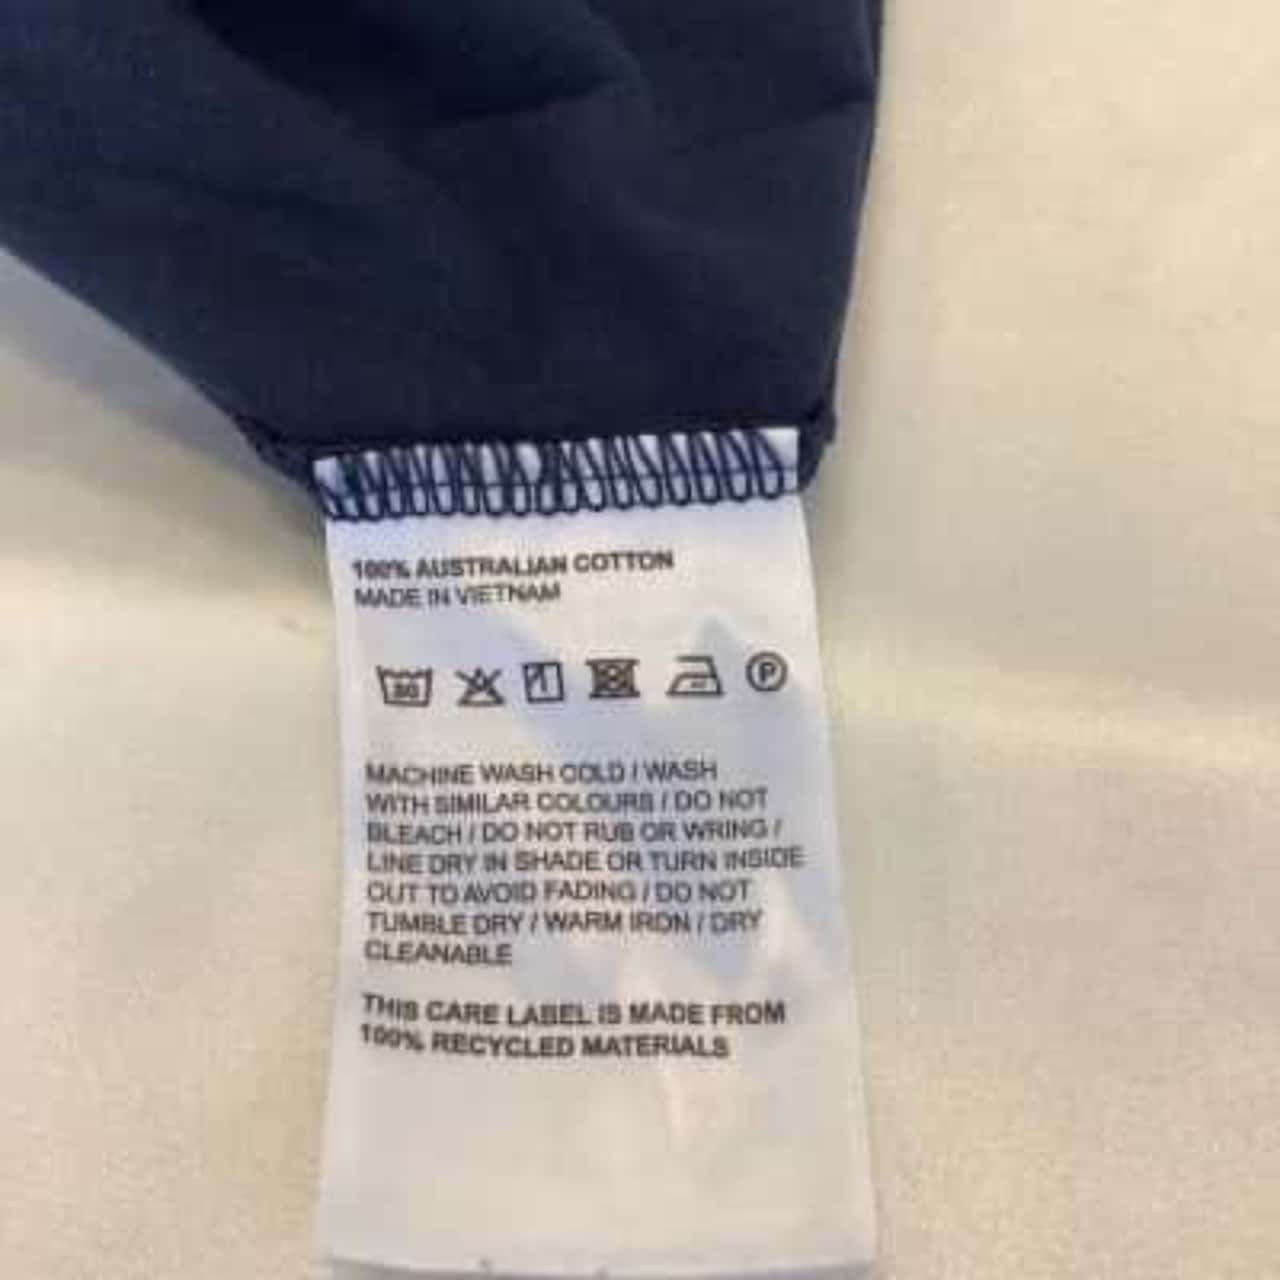 100% AUSTRALIAN COTTON
MADE IN VIETNAM
30
P
MACHINE WASH COLD / WASH
WITH SIMILAR COLOURS / DO NOT
BLEACH / DO NOT RUB OR WRING /
LINE DRY IN SHADE OR TURN INSIDE
OUT TO AVOID FADING / DO NOT
TUMBLE DRY / WARM IRON / DRY
CLEANABLE
THIS CARE LABEL IS MADE FROM
100% RECYCLED MATERIALS